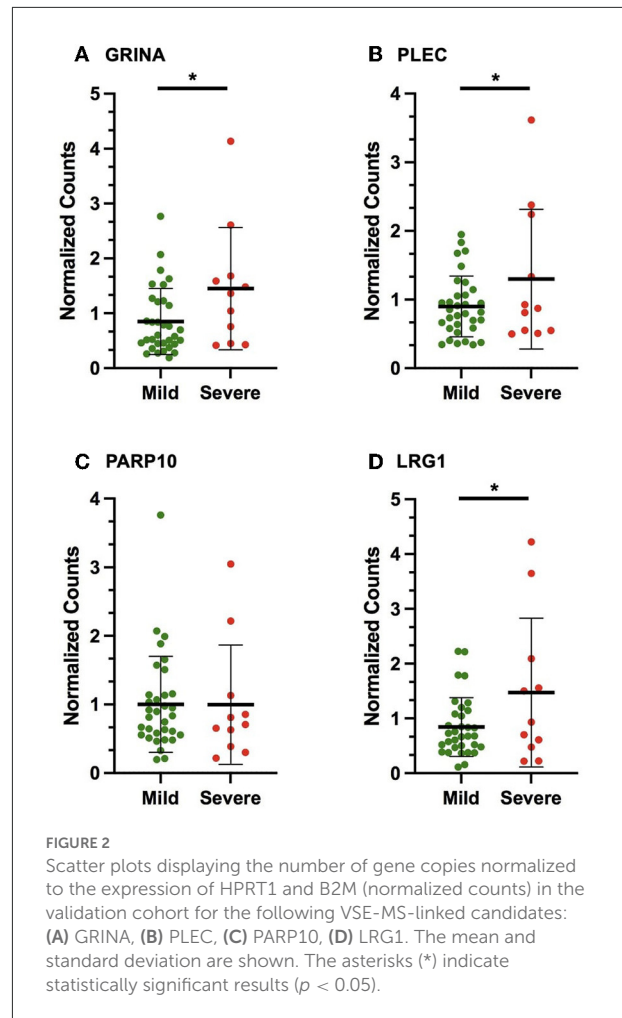 A GRINA
*
Normalized Counts
5
4
3
2
1
0
Mild Severe
B PLEC
*
Normalized Counts
4
3
2
1
0
Mild Severe
C PARP10
Normalized Counts
4
3
2
1
0
Mild Severe
D LRG1
*
Normalized Counts
5
4
3
2
1
0
Mild Severe
FIGURE 2
Scatter plots displaying the number of gene copies normalized
to the expression of HPRT1 and B2M (normalized counts) in the
validation cohort for the following VSE-MS-linked candidates:
(A) GRINA, (B) PLEC, (C) PARP10, (D) LRG1. The mean and
standard deviation are shown. The asterisks (*) indicate
statistically significant results (p < 0.05).